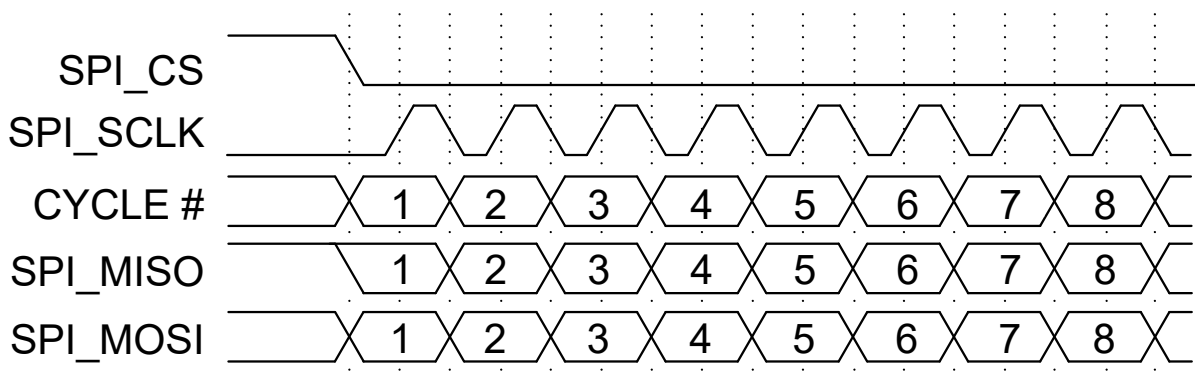 SPI_CS
SPI_SCLK
CYCLE # 1 2 3 4 5 6 7 8
SPI_MISO 1 2 3 4 5 6 7 8
SPI_MOSI 1 2 3 4 5 6 7 8